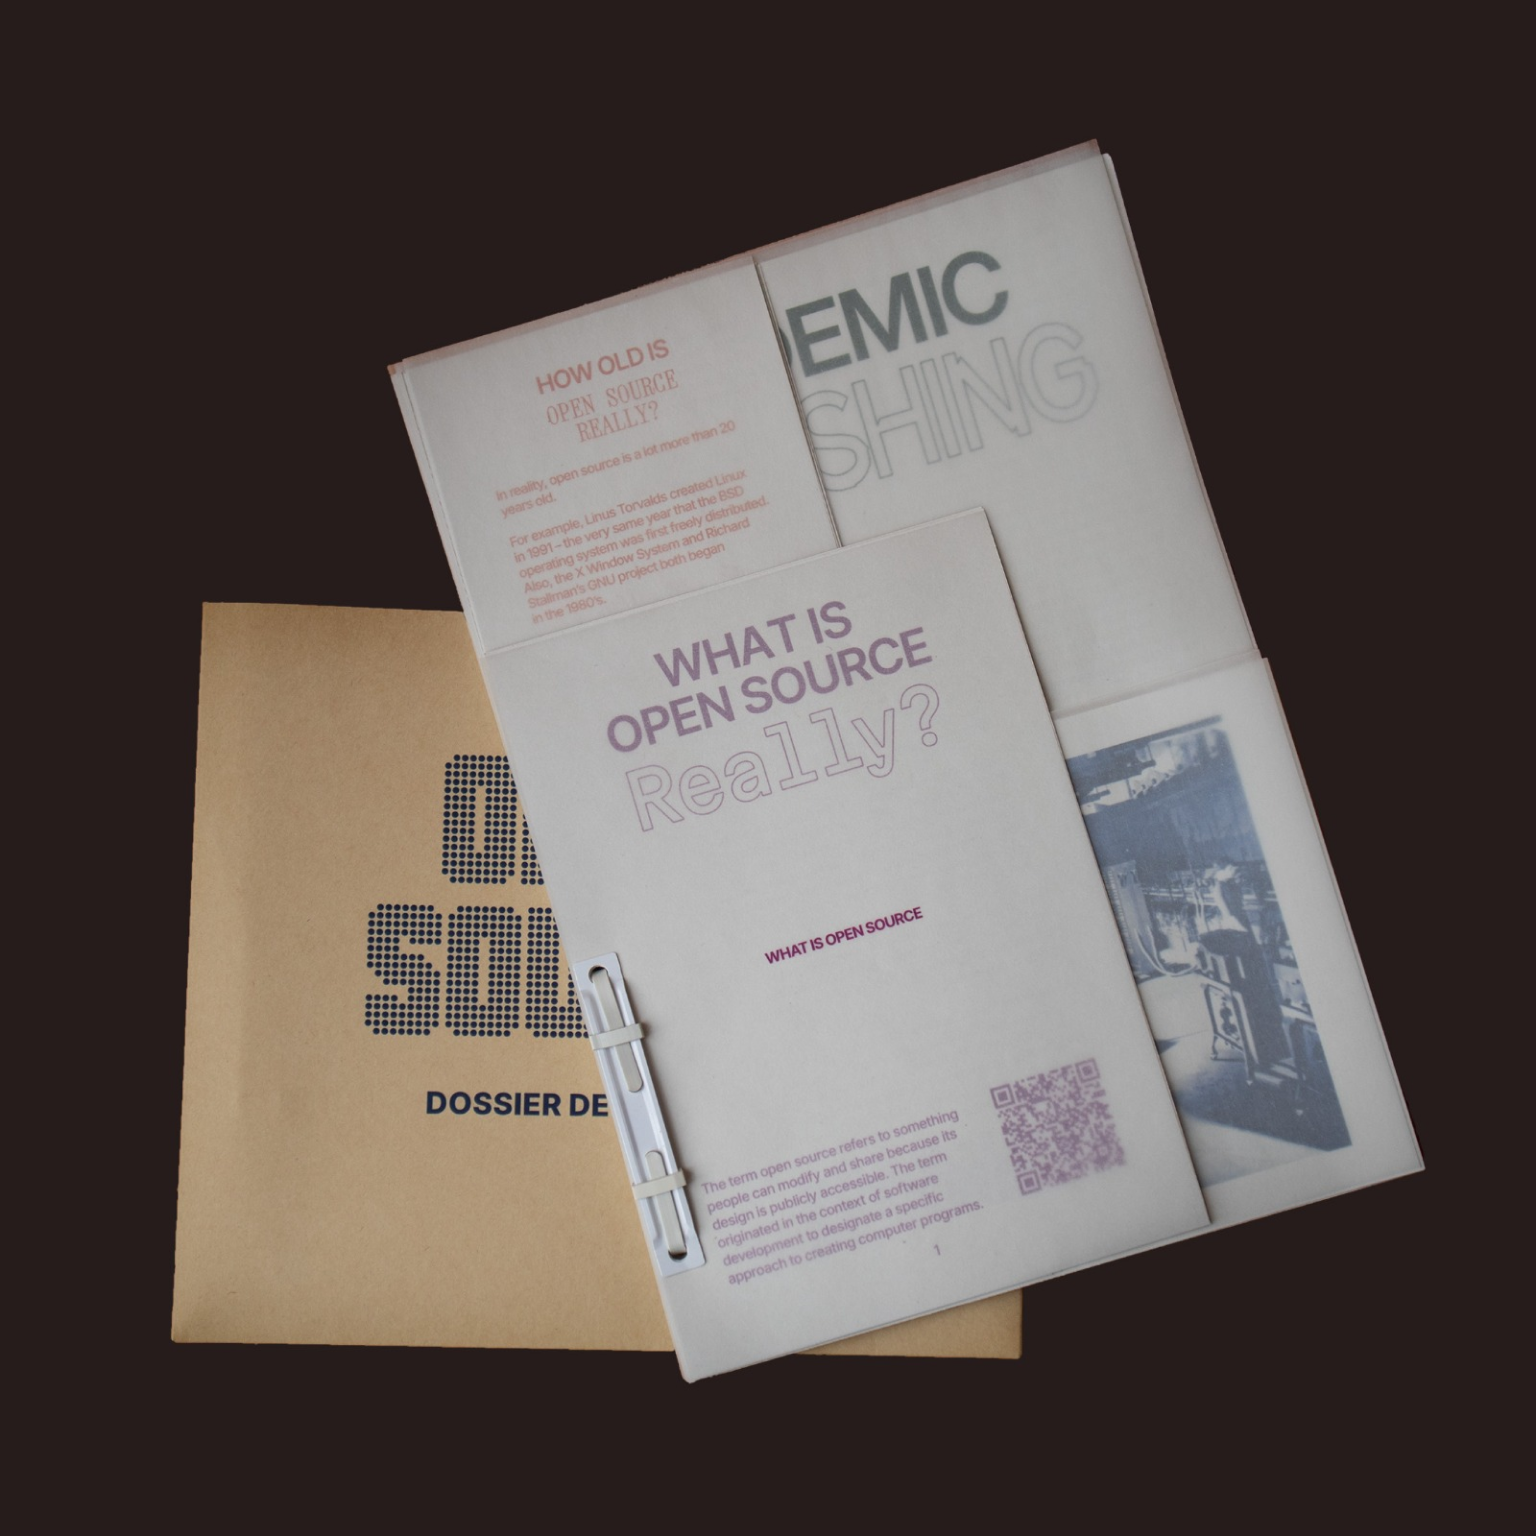 DEMIC
SHING
HOW OLD IS
OPEN SOURCE
REALLY?
in reality, open source is a lot more than 20
years old.
For example, Linus Torvalds created Linux
in 1991 – the very same year that the BSD
operating system was first freely distributed.
Also, the X Window System and Richard
Stallman's GNU project both began
in the 1980's.
WHAT IS
OPEN SOURCE
Really?
WHAT IS OPEN SOURCE
The term open source refers to something
people can modify and share because its
design is publicly accessible. The term
originated in the context of software
development to designate a specific
approach to creating computer programs.
1
SOU
DOSSIER DE